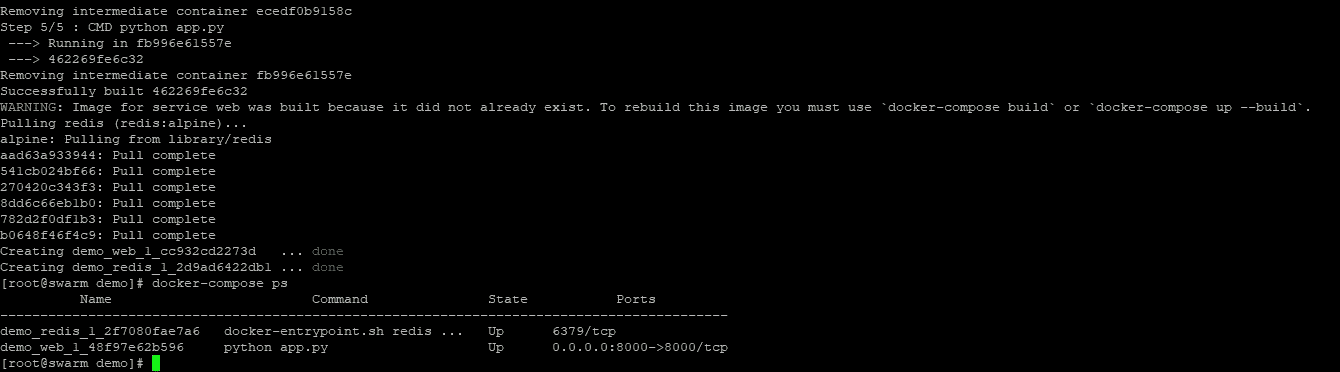 Removing intermediate container ecedf0b9158c
Step 5/5 : CMD python app.py
 ---> Running in fb996e61557e
 ---> 462269fe6c32
Removing intermediate container fb996e61557e
Successfully built 462269fe6c32
WARNING: Image for service web was built because it did not already exist. To rebuild this image you must use `docker-compose build` or `docker-compose up --build`.
Pulling redis (redis:alpine)...
alpine: Pulling from library/redis
aad63a933944: Pull complete
541cb024bf66: Pull complete
270420c343f3: Pull complete
8dd6c66eb1b0: Pull complete
782d2f0df1b3: Pull complete
b0648f46f4c9: Pull complete
Creating demo_web_1_cc932cd2273d   ... done
Creating demo_redis_1_2d9ad6422db1 ... done
[root@swarm demo]# docker-compose ps
          Name                         Command               State           Ports
-------------------------------------------------------------------------------------------
demo_redis_1_2f7080fae7a6   docker-entrypoint.sh redis ...   Up      6379/tcp
demo_web_1_48f97e62b596     python app.py                    Up      0.0.0.0:8000->8000/tcp
[root@swarm demo]#